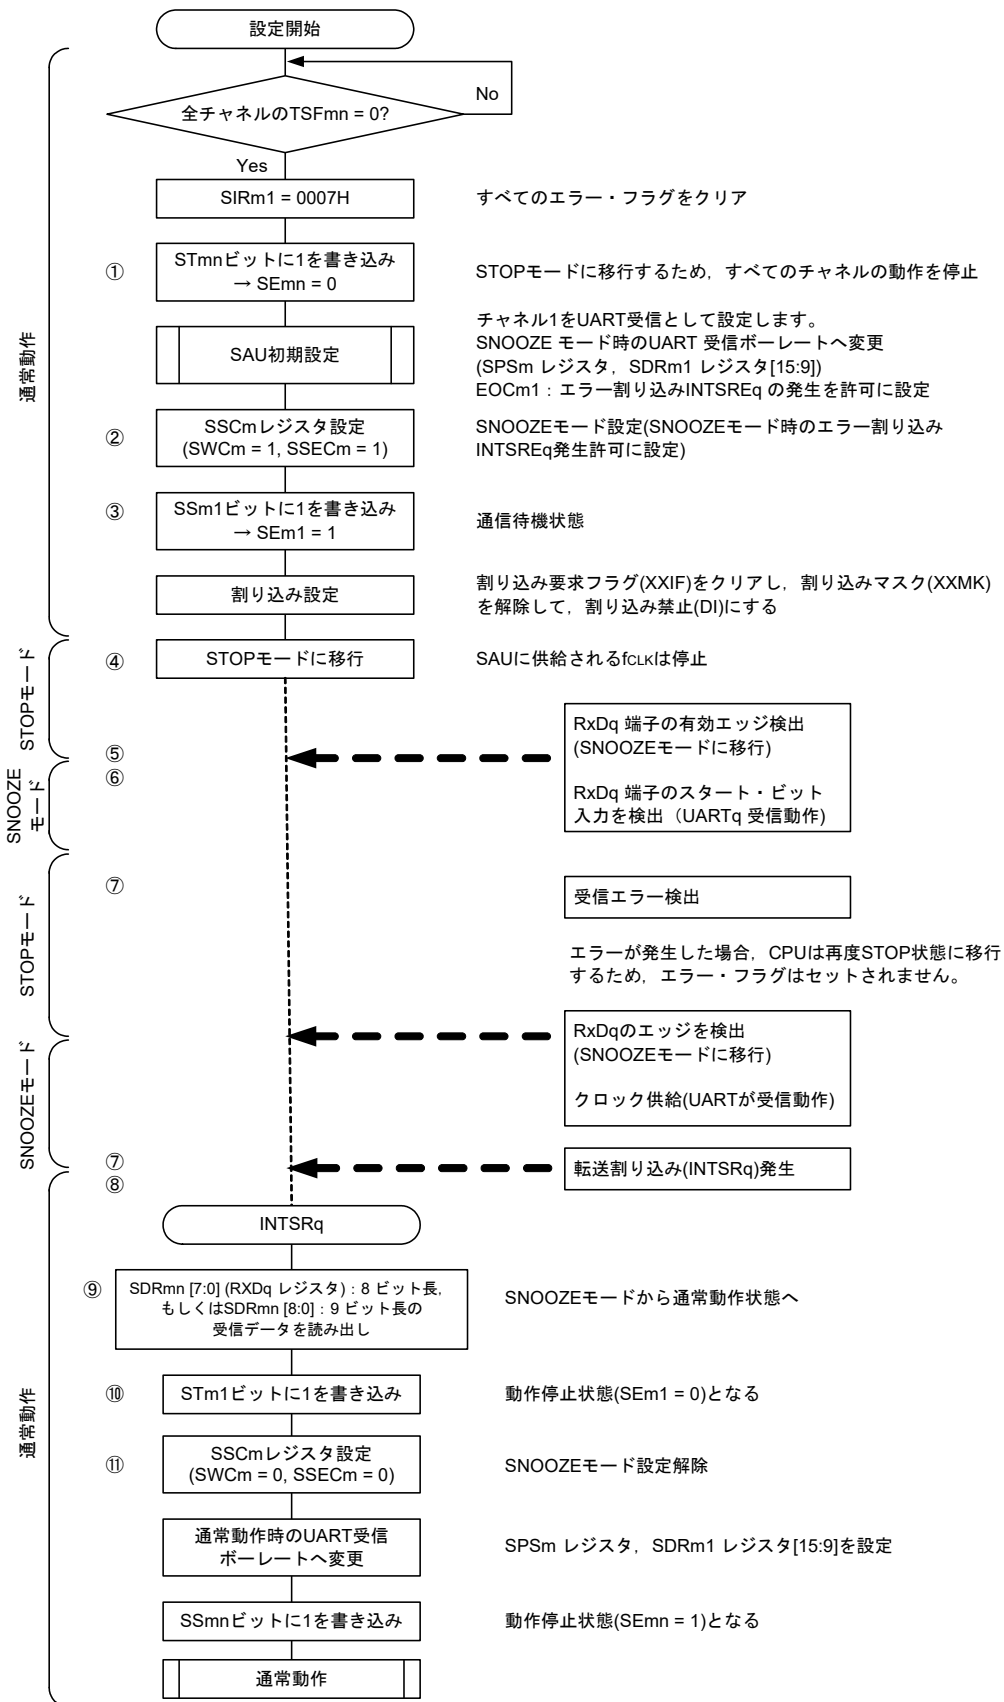 設定開始
No
全チャネルのTSFmn = 0?
Yes
SIRm1 = 0007H
すべてのエラー・フラグをクリア
通常動作
①
STmnビットに1を書き込み
→ SEmn = 0
STOPモードに移行するため，すべてのチャネルの動作を停止
SAU初期設定
チャネル1をUART受信として設定します。
SNOOZE モード時のUART 受信ボーレートへ変更
(SPSm レジスタ，SDRm1 レジスタ[15:9])
EOCm1：エラー割り込みINTSREq の発生を許可に設定
②
SSCmレジスタ設定
(SWCm = 1, SSECm = 1)
SNOOZEモード設定(SNOOZEモード時のエラー割り込み
INTSREq発生許可に設定)
③
SSm1ビットに1を書き込み
→ SEm1 = 1
通信待機状態
割り込み設定
割り込み要求フラグ(XXIF)をクリアし，割り込みマスク(XXMK)
を解除して，割り込み禁止(DI)にする
STOPモード
④
STOPモードに移行
SAUに供給されるfCLKは停止
⑤
RxDq 端子の有効エッジ検出
(SNOOZEモードに移行)
SNOOZE
モード
⑥
RxDq 端子のスタート・ビット
入力を検出（UARTq 受信動作)
STOPモード
⑦
受信エラー検出
エラーが発生した場合，CPUは再度STOP状態に移行
するため，エラー・フラグはセットされません。
SNOOZEモード
RxDqのエッジを検出
(SNOOZEモードに移行)
クロック供給(UARTが受信動作)
⑦
転送割り込み(INTSRq)発生
⑧
INTSRq
通常動作
⑨
SDRmn [7:0] (RXDq レジスタ)：8 ビット長，
もしくはSDRmn [8:0]：9 ビット長の
受信データを読み出し
SNOOZEモードから通常動作状態へ
⑩
STm1ビットに1を書き込み
動作停止状態(SEm1 = 0)となる
⑪
SSCmレジスタ設定
(SWCm = 0, SSECm = 0)
SNOOZEモード設定解除
通常動作時のUART受信
ボーレートへ変更
SPSm レジスタ，SDRm1 レジスタ[15:9]を設定
SSmnビットに1を書き込み
動作停止状態(SEmn = 1)となる
通常動作